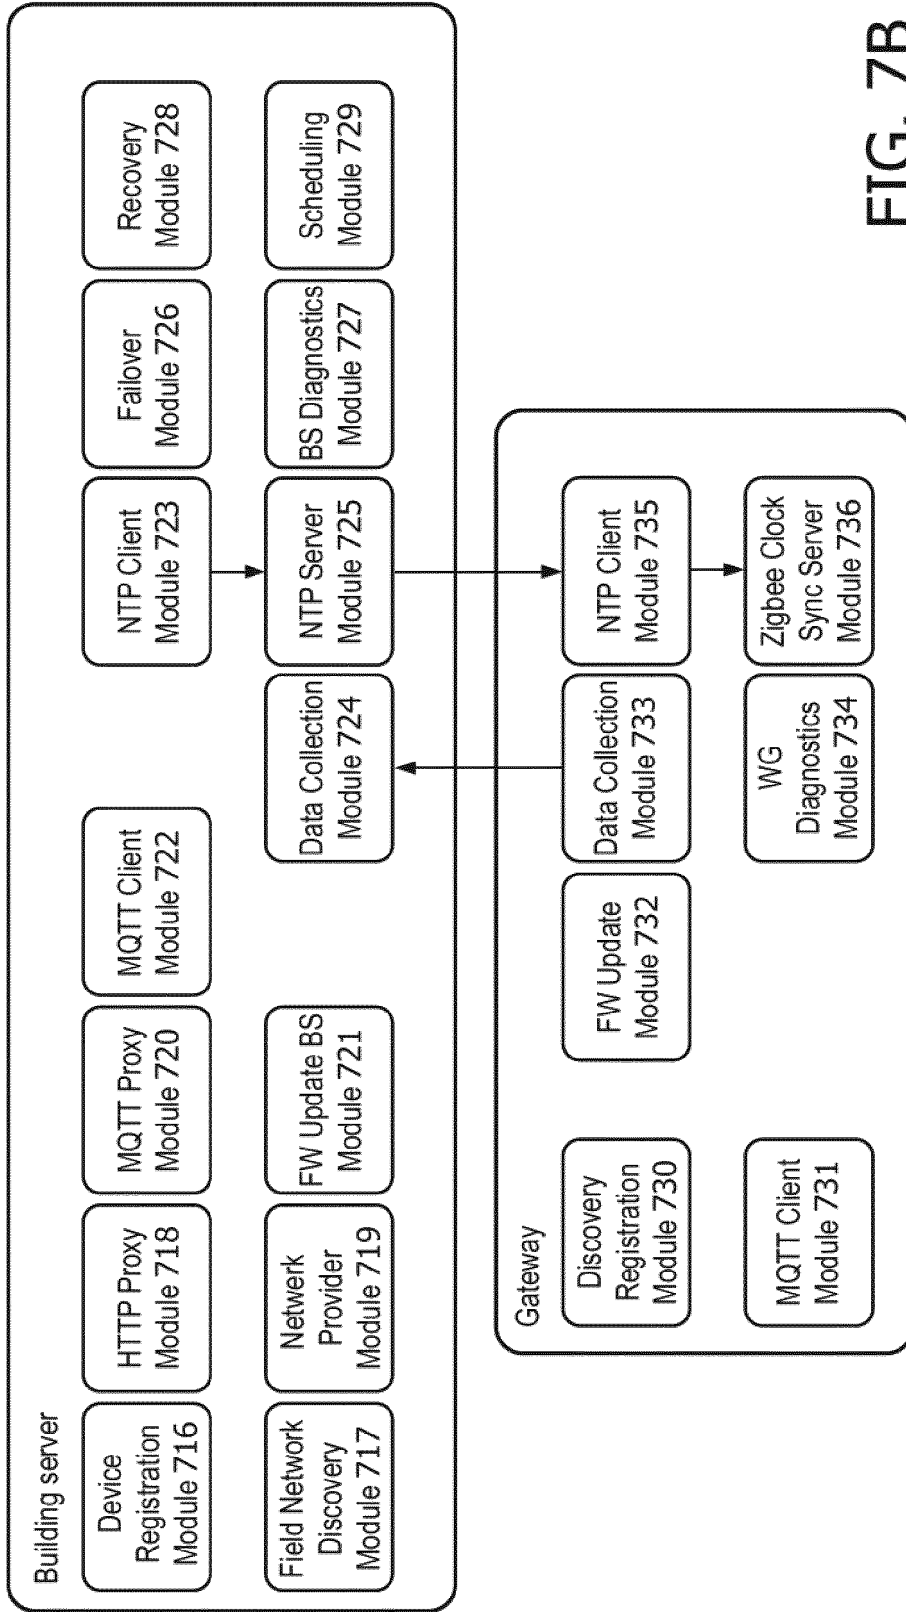 Building server
Device
Registration
Module 716
HTTP Proxy
Module 718
MQTT Proxy
Module 720
MQTT Client
Module 722
NTP Client
Module 723
Failover
Module 726
Recovery
Module 728
Field Network
Discovery
Module 717
Netwerk
Provider
Module 719
FW Update BS
Module 721
Data Collection
Module 724
NTP Server
Module 725
BS Diagnostics
Module 727
Scheduling
Module 729
Gateway
Discovery
Registration
Module 730
FW Update
Module 732
Data Collection
Module 733
NTP Client
Module 735
MQTT Client
Module 731
WG
Diagnostics
Module 734
Zigbee Clock
Sync Server
Module 736
FIG. 7B